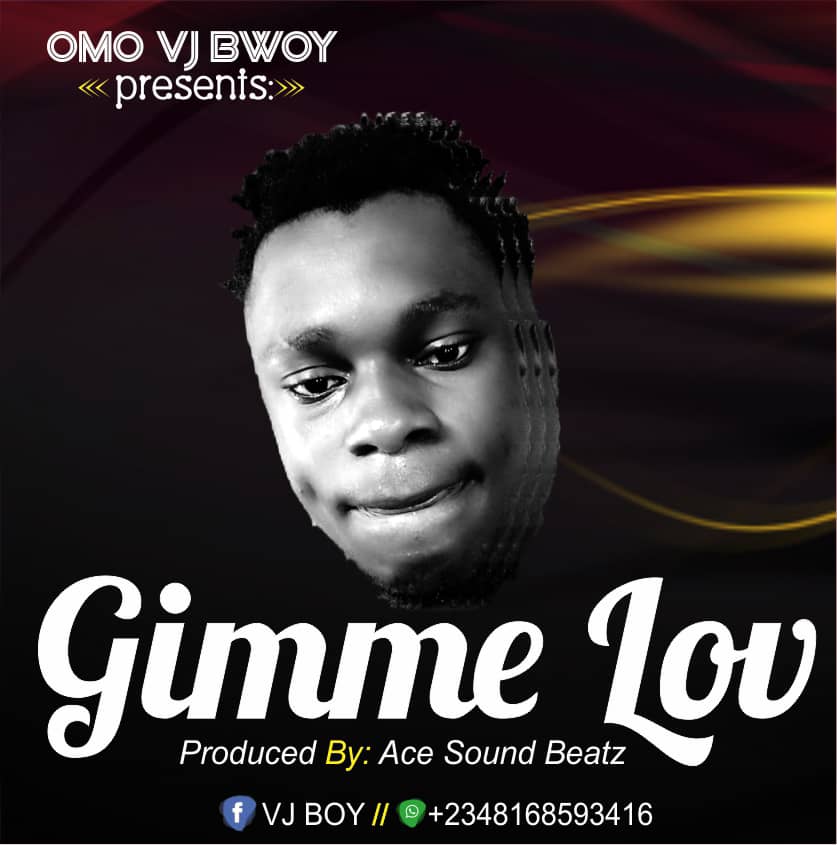 OMO VJ BWOY
<<< presents: >>>
Gimme Lov
Produced By: Ace Sound Beatz
VJ BOY // +2348168593416